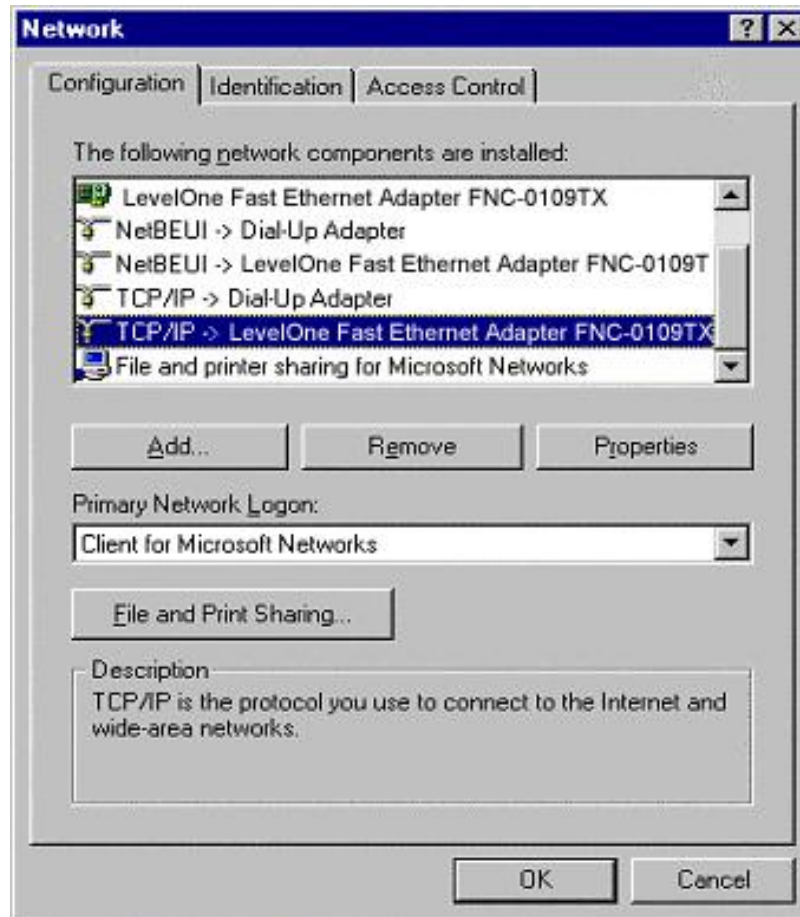 Network
Configuration Identification Access Control
The following network components are installed:
LevelOne Fast Ethernet Adapter FNC-0109TX
NetBEUI -> Dial-Up Adapter
NetBEUI -> LevelOne Fast Ethernet Adapter FNC-0109T
TCP/IP -> Dial-Up Adapter
TCP/IP -> LevelOne Fast Ethernet Adapter FNC-0109TX
File and printer sharing for Microsoft Networks
Add... Remove Properties
Primary Network Logon:
Client for Microsoft Networks
File and Print Sharing...
Description
TCP/IP is the protocol you use to connect to the Internet and
wide-area networks.
OK Cancel